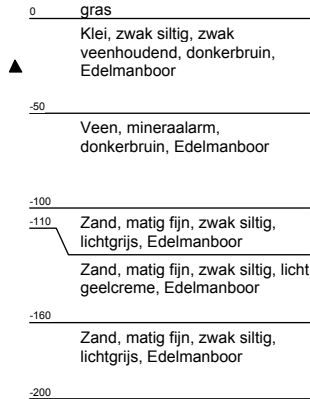 0 gras
Klei, zwak siltig, zwak
veenhoudend, donkerbruin,
Edelmanboor
-50
Veen, mineraalarm,
donkerbruin, Edelmanboor
-100
-110 Zand, matig fijn, zwak siltig,
lichtgrijs, Edelmanboor
Zand, matig fijn, zwak siltig, licht
geelcreme, Edelmanboor
-160
Zand, matig fijn, zwak siltig,
lichtgrijs, Edelmanboor
-200